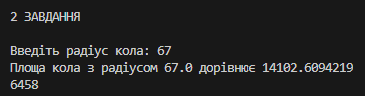 2 ЗАВДАННЯ
Введіть радіус кола: 67
Площа кола з радіусом 67.0 дорівнює 14102.6094219
6458